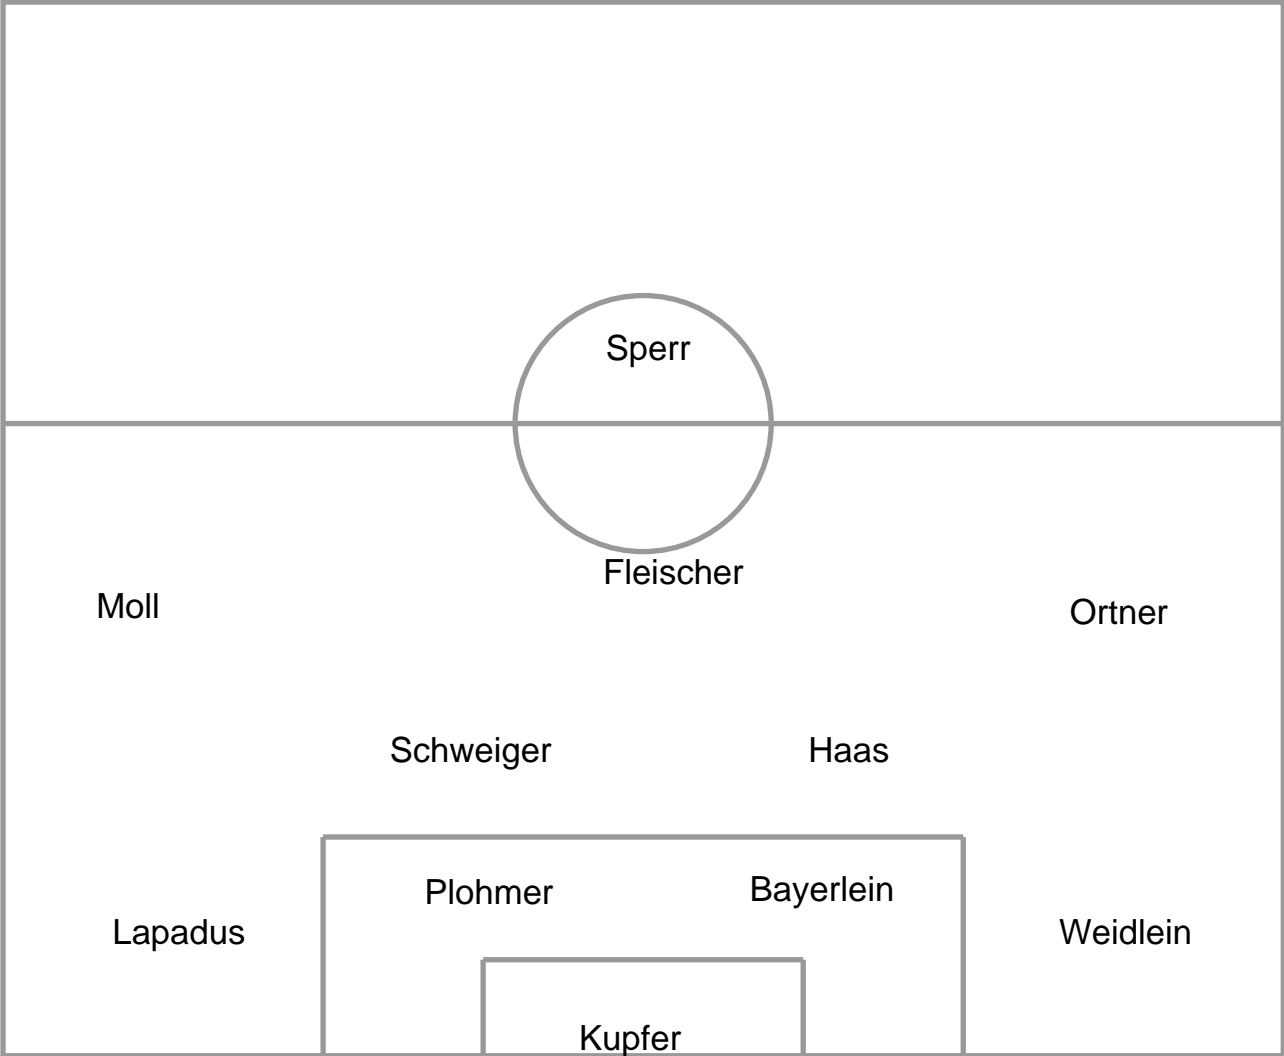 Sperr
Fleischer
Moll
Ortner
Schweiger
Haas
Plohmer
Bayerlein
Lapadus
Weidlein
Kupfer